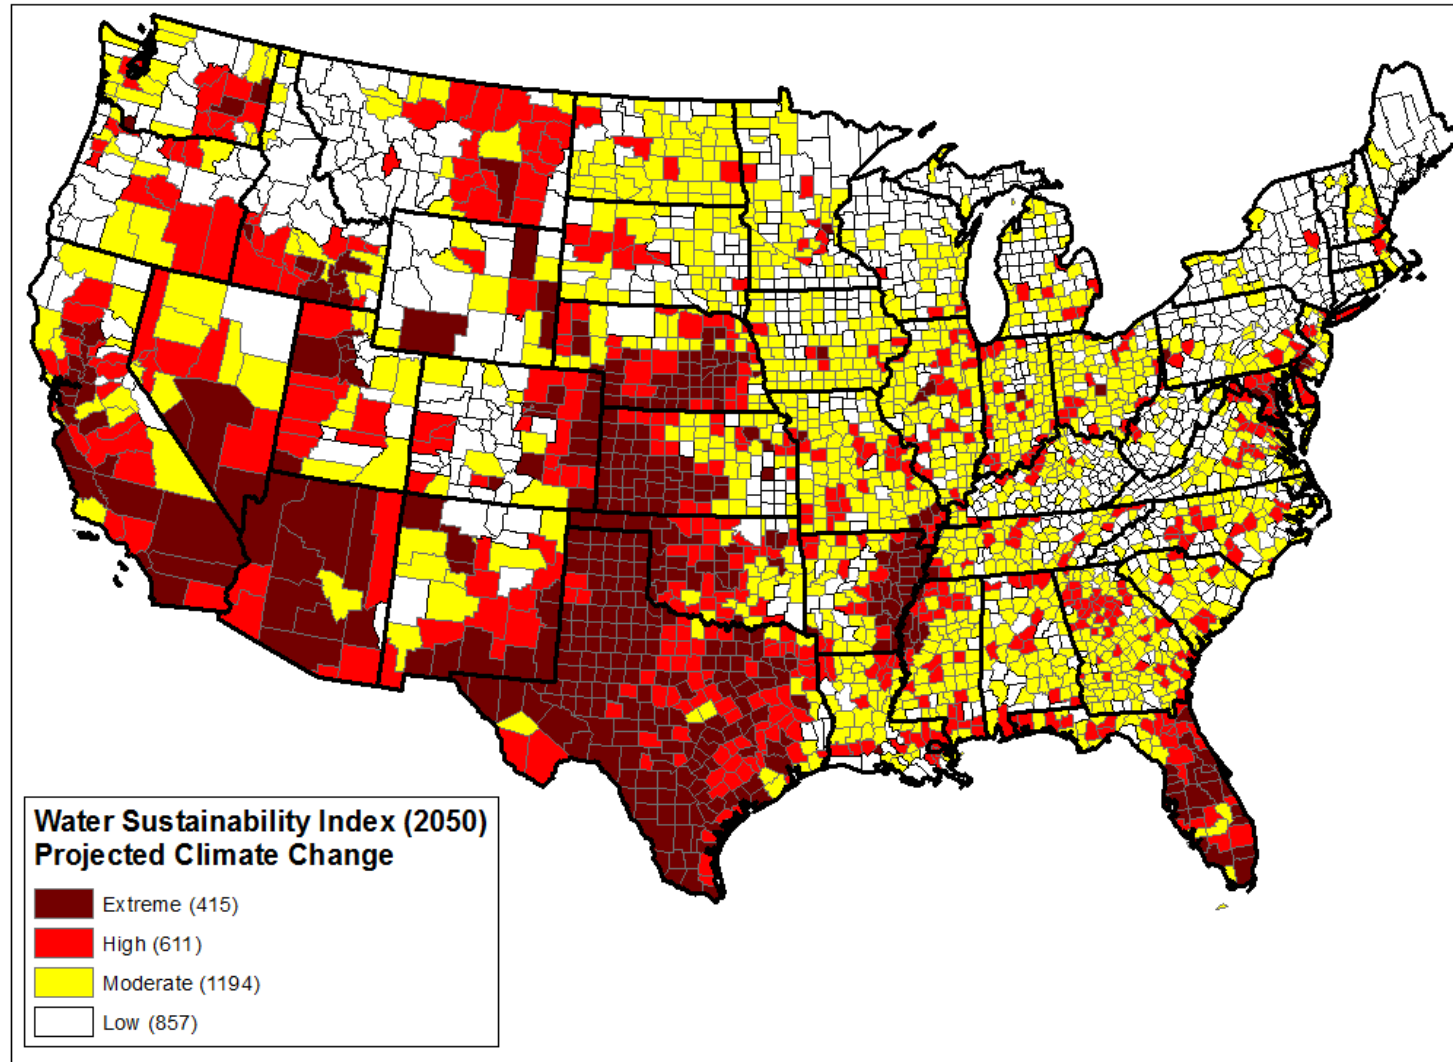 Water Sustainability Index (2050)
Projected Climate Change
Extreme (415)
High (611)
Moderate (1194)
Low (857)